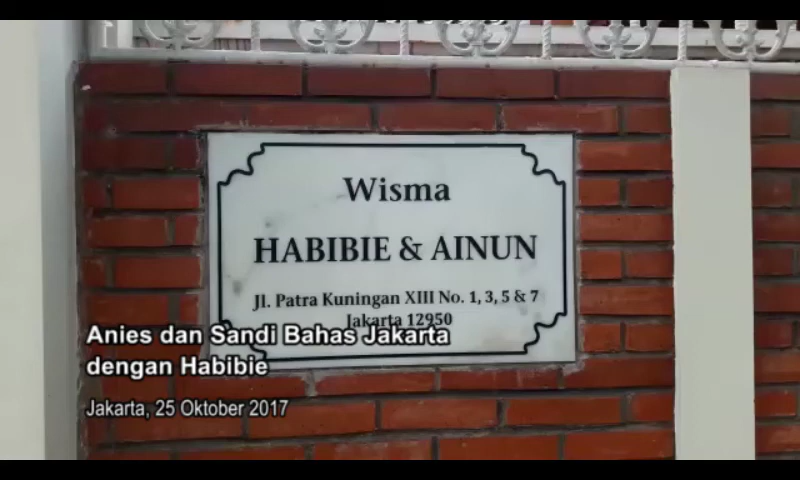 Wisma
HABIBIE & AINUN
Jl. Patra Kuningan XIII No. 1, 3, 5 & 7
Jakarta 12950
Anies dan Sandi Bahas Jakarta
dengan Habibie
Jakarta, 25 Oktober 2017